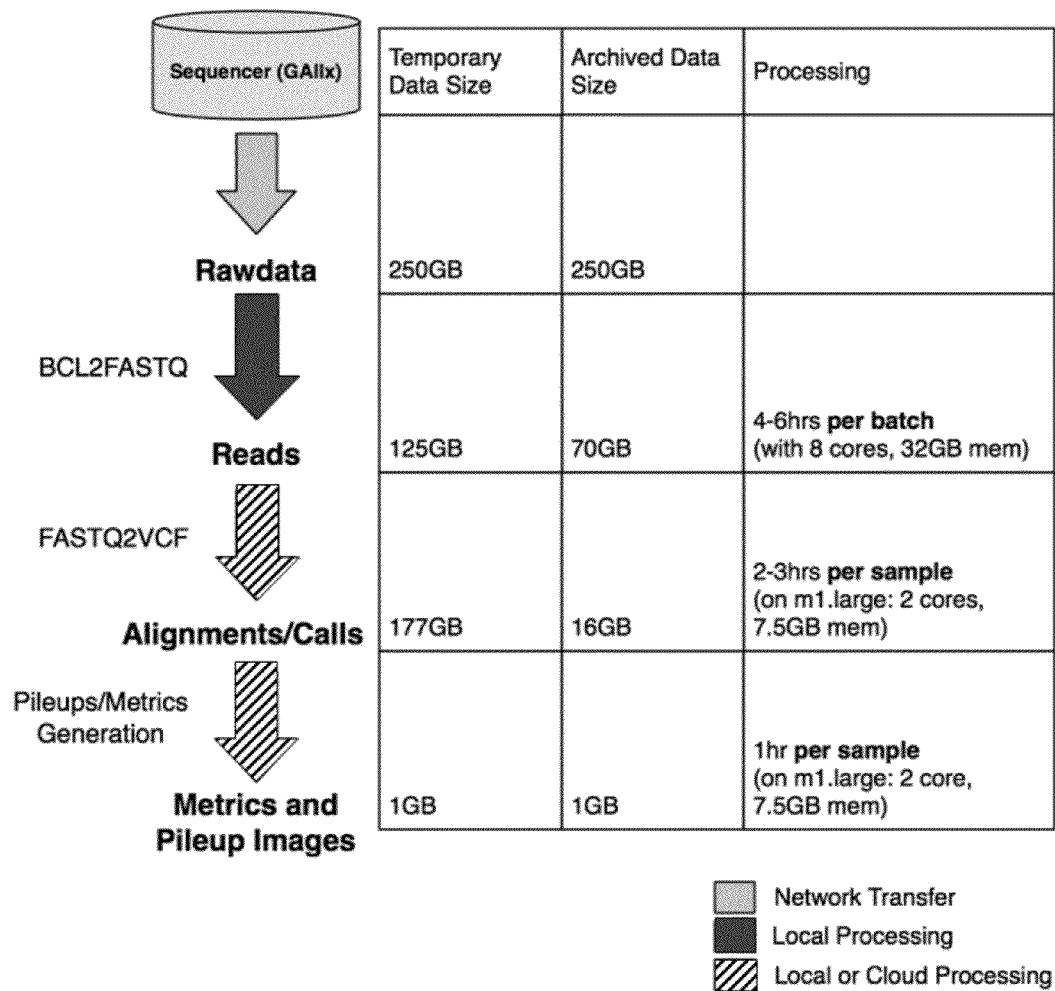 Sequencer (GAIIx)
Temporary
Data Size
Archived Data
Size
Processing
Rawdata
250GB
250GB
BCL2FASTQ
Reads
125GB
70GB
4-6hrs per batch
(with 8 cores, 32GB mem)
FASTQ2VCF
Alignments/Calls
177GB
16GB
2-3hrs per sample
(on m1.large: 2 cores,
7.5GB mem)
Pileups/Metrics
Generation
Metrics and
Pileup Images
1GB
1GB
1hr per sample
(on m1.large: 2 core,
7.5GB mem)
Network Transfer
Local Processing
Local or Cloud Processing